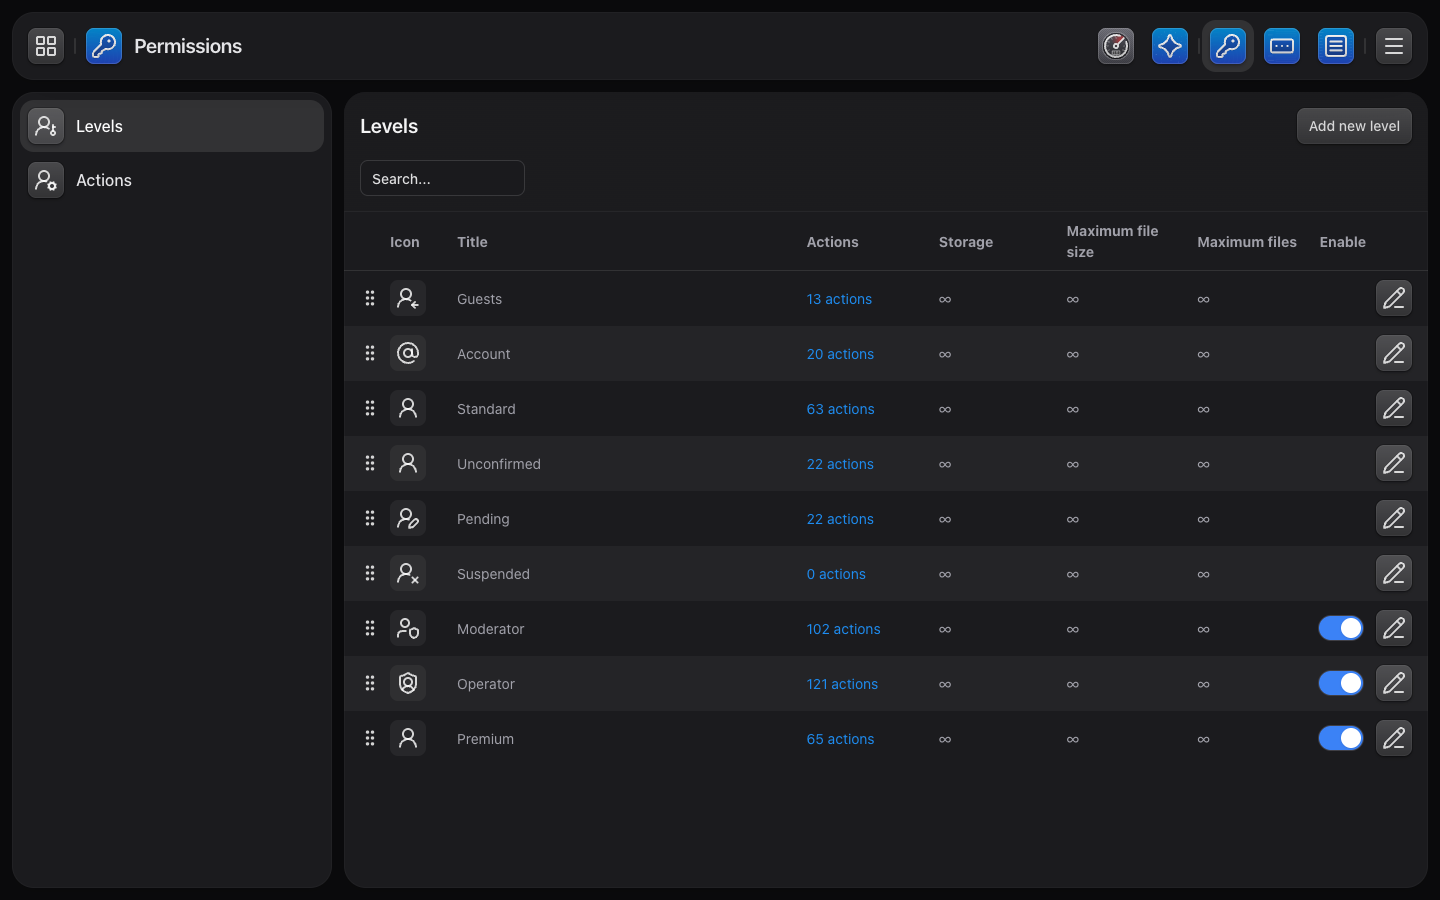 Permissions
Levels
Actions
Levels
Add new level
Search...
Icon Title Actions Storage Maximum file size Maximum files Enable
Guests 13 actions ∞ ∞ ∞
Account 20 actions ∞ ∞ ∞
Standard 63 actions ∞ ∞ ∞
Unconfirmed 22 actions ∞ ∞ ∞
Pending 22 actions ∞ ∞ ∞
Suspended 0 actions ∞ ∞ ∞
Moderator 102 actions ∞ ∞ ∞
Operator 121 actions ∞ ∞ ∞
Premium 65 actions ∞ ∞ ∞